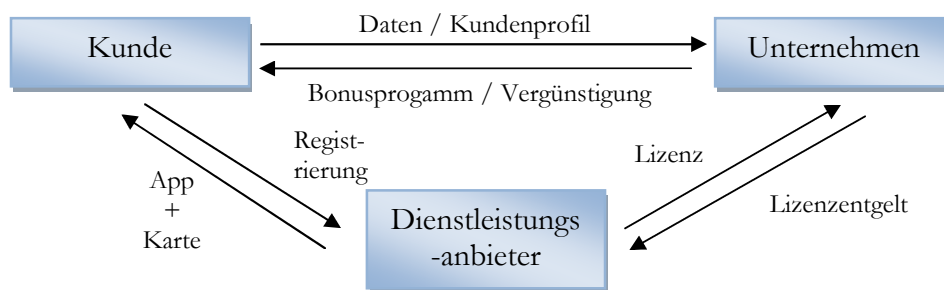 Daten / Kundenprofil
Kunde
Unternehmen
Bonusprogamm / Vergünstigung
Regist-
rierung
App
+
Karte
Lizenz
Lizenzentgelt
Dienstleistungs
-anbieter